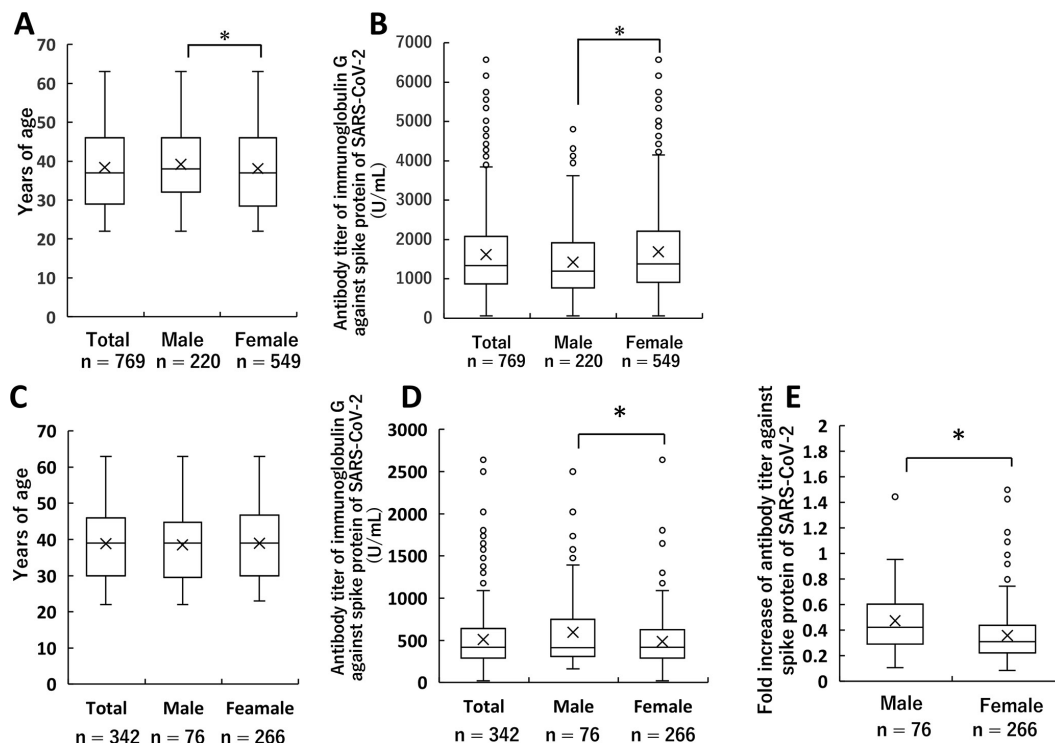 A
*
70
60
50
40
30
20
10
0
Years of age
Total
Male
Female
n = 769
n = 220
n = 549
B
*
7000
6000
5000
4000
3000
2000
1000
0
Antibody titer of immunoglobulin G
against spike protein of SARS-CoV-2
(U/mL)
Total
Male
Female
n = 769
n = 220
n = 549
C
70
60
50
40
30
20
10
0
Years of age
Total
Male
Feamale
n = 342
n = 76
n = 266
D
*
3000
2500
2000
1500
1000
500
0
Antibody titer of immunoglobulin G
against spike protein of SARS-CoV-2
(U/mL)
Total
Male
Female
n = 342
n = 76
n = 266
E
*
2
1.8
1.6
1.4
1.2
1
0.8
0.6
0.4
0.2
0
Fold increase of antibody titer against
spike protein of SARS-CoV-2
Male
Female
n = 76
n = 266